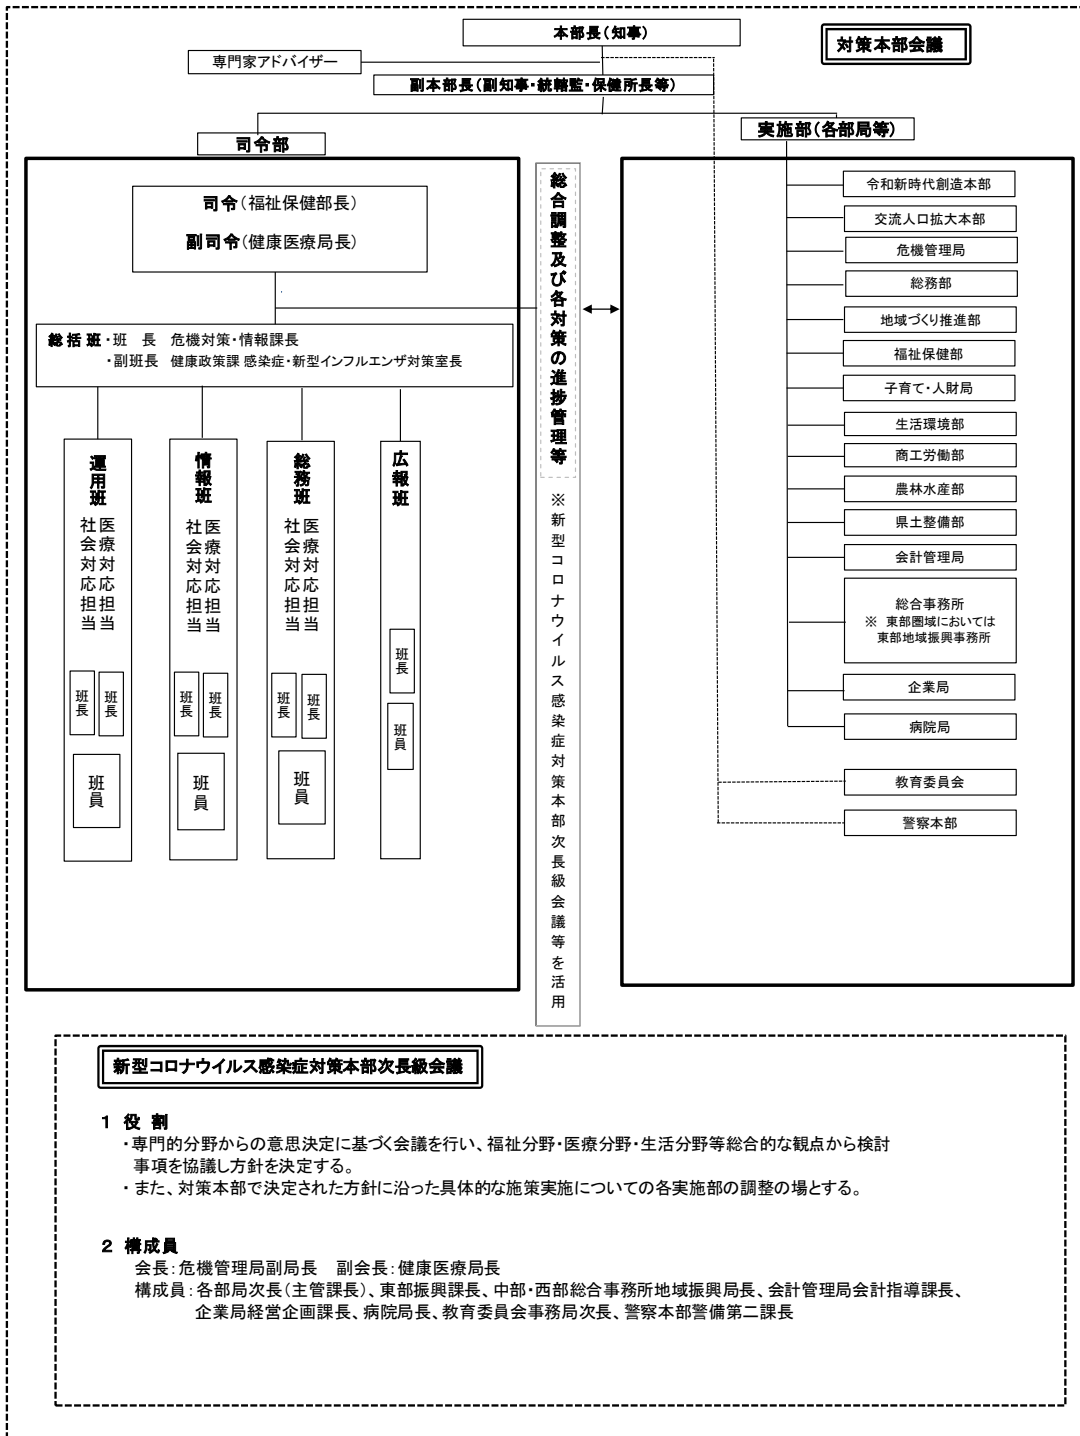 本部長（知事）
対策本部会議
専門家アドバイザー
副本部長（副知事・統轄監・保健所長等）
司令部
実施部（各部局等）
司令（福祉保健部長）
副司令（健康医療局長）
総括班・班　長　危機対策・情報課長
・副班長　健康政策課 感染症・新型インフルエンザ対策室長
運用班
医療対応担当
社会対応担当
班長
班長
班員
情報班
医療対応担当
社会対応担当
班長
班長
班員
総務班
医療対応担当
社会対応担当
班長
班長
班員
広報班
班長
班員
総合調整及び各対策の進捗管理等
※新型コロナウイルス感染症対策本部次長級会議等を活用
令和新時代創造本部
交流人口拡大本部
危機管理局
総務部
地域づくり推進部
福祉保健部
子育て・人財局
生活環境部
商工労働部
農林水産部
県土整備部
会計管理局
総合事務所
※　東部圏域においては
東部地域振興事務所
企業局
病院局
教育委員会
警察本部
新型コロナウイルス感染症対策本部次長級会議
1　役　割
・専門的分野からの意思決定に基づく会議を行い、福祉分野・医療分野・生活分野等総合的な観点から検討
事項を協議し方針を決定する。
・また、対策本部で決定された方針に沿った具体的な施策実施についての各実施部の調整の場とする。
2　構成員
会長：危機管理局副局長　副会長：健康医療局長
構成員：各部局次長（主管課長）、東部振興課長、中部・西部総合事務所地域振興局長、会計管理局会計指導課長、
企業局経営企画課長、病院局長、教育委員会事務局次長、警察本部警備第二課長